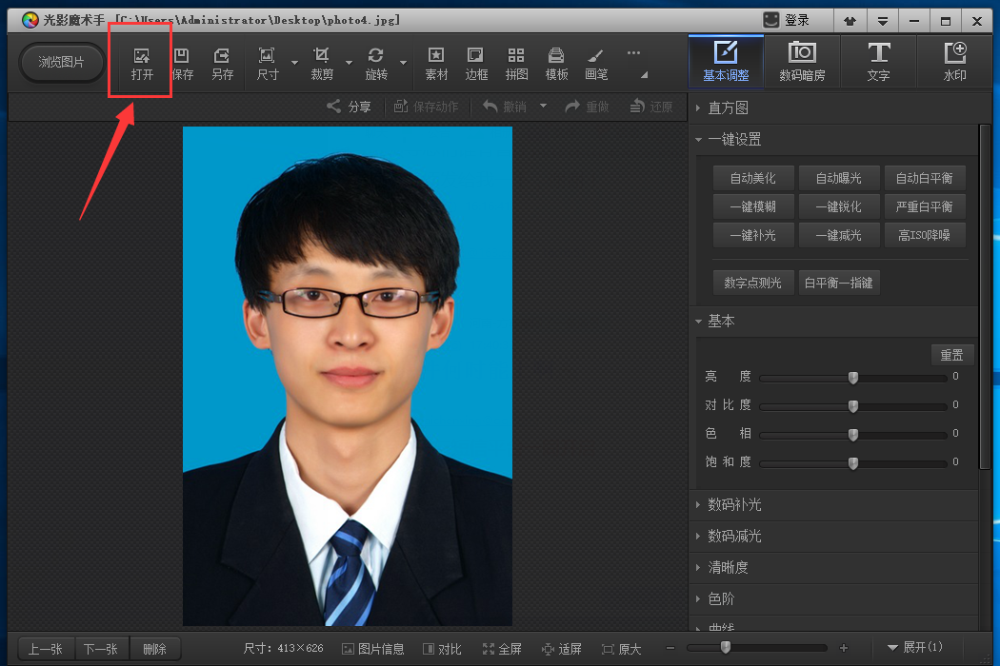 光影魔术手 [C:\Users\Administrator\Desktop\photo4.jpg] 登录
浏览图片 打开 保存 另存 尺寸 裁剪 旋转 素材 边框 拼图 模板 画笔
基本调整 数码暗房 文字 水印
分享 保存动作 撤销 重做 还原
直方图
一键设置
自动美化 自动曝光 自动白平衡
一键模糊 一键锐化 严重白平衡
一键补光 一键减光 高ISO降噪
数字点测光 白平衡一指键
基本
重置
亮 度 0
对 比 度 0
色 相 0
饱 和 度 0
数码补光
数码减光
清晰度
色阶
曲线
上一张 下一张 删除 尺寸: 413×626 图片信息 对比 全屏 适屏 原大 展开(1)